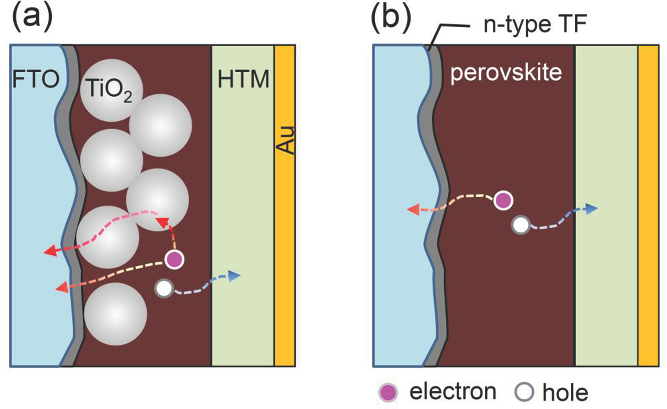 (a)
(b)
n-type TF
FTO
TiO₂
HTM
Au
perovskite
electron
hole